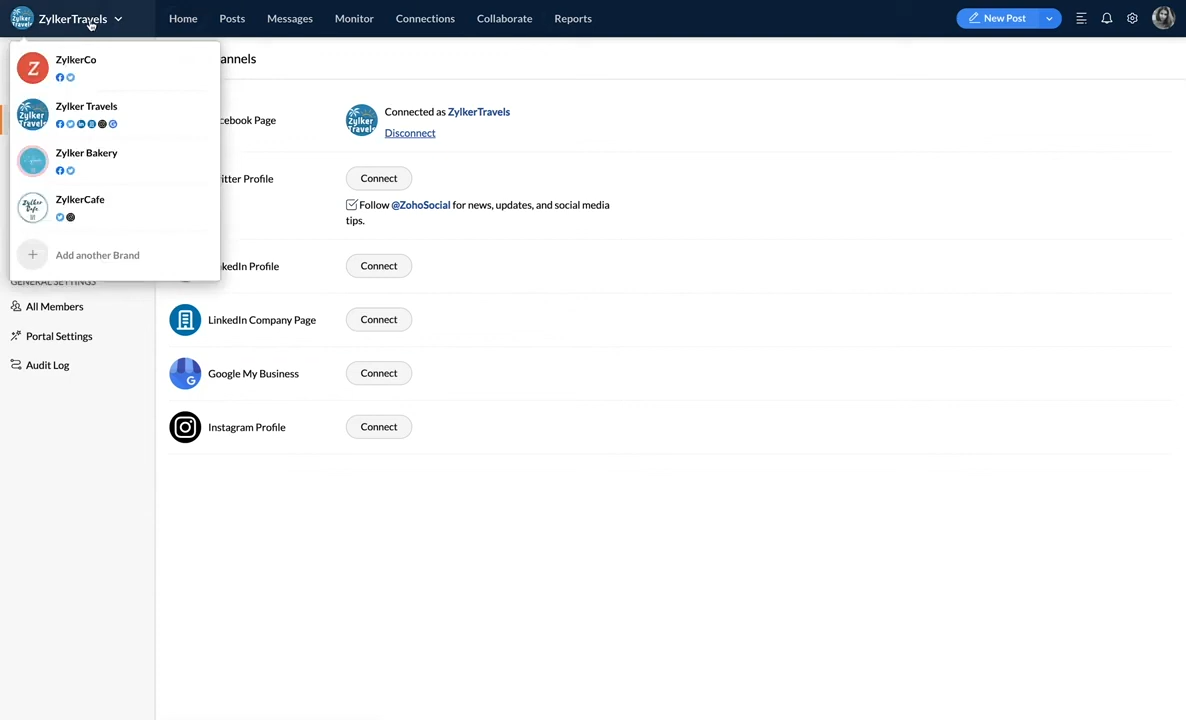 ZylkerTravels
Home
Posts
Messages
Monitor
Connections
Collaborate
Reports
New Post
ZylkerCo
Zylker Travels
Zylker Bakery
ZylkerCafe
Add another Brand
annels
cebook Page
Connected as ZylkerTravels
Disconnect
itter Profile
Connect
Follow @ZohoSocial for news, updates, and social media
tips.
kedIn Profile
Connect
GENERAL SETTINGS
All Members
Portal Settings
Audit Log
LinkedIn Company Page
Connect
Google My Business
Connect
Instagram Profile
Connect